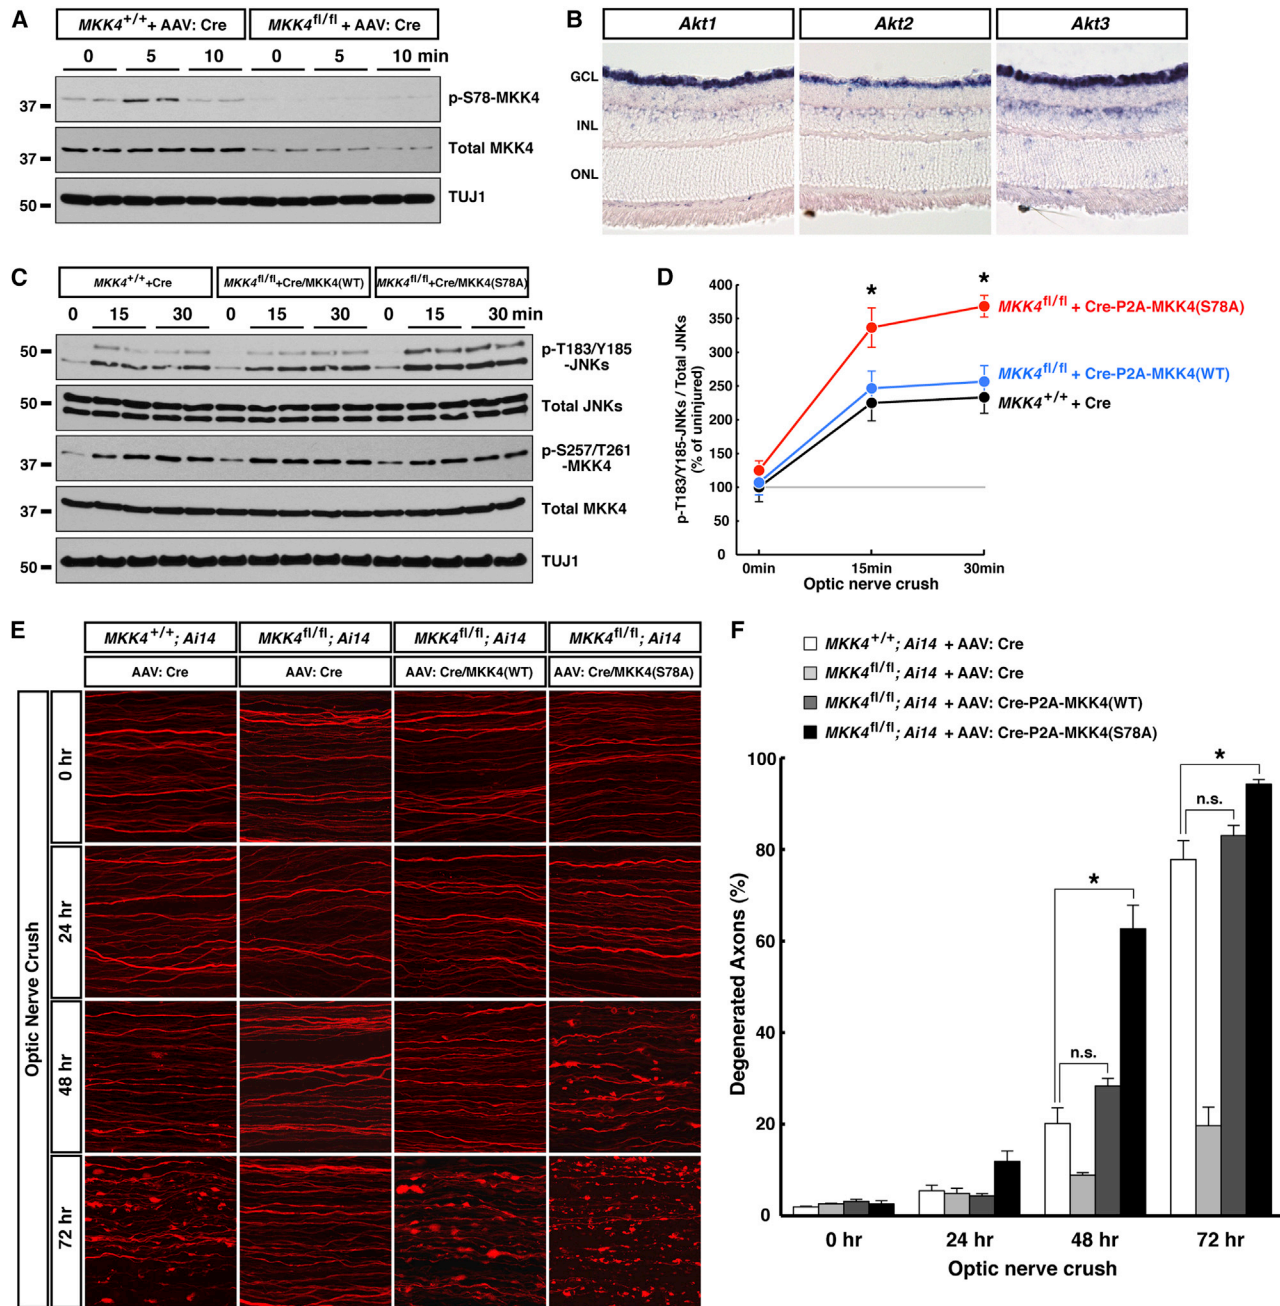 A
MKK4+/+ + AAV: Cre
MKK4fl/fl + AAV: Cre
0 5 10 0 5 10 min
37
p-S78-MKK4
37
Total MKK4
50
TUJ1
B
Akt1
Akt2
Akt3
GCL
INL
ONL
C
MKK4+/+ +Cre
MKK4fl/fl+Cre/MKK4(WT)
MKK4fl/fl+Cre/MKK4(S78A)
0 15 30 0 15 30 0 15 30 min
50
p-T183/Y185
-JNKs
50
Total JNKs
37
p-S257/T261
-MKK4
37
Total MKK4
50
TUJ1
D
p-T183/Y185-JNKs / Total JNKs
(% of uninjured)
400
350
300
250
200
150
100
50
0
*
*
MKK4fl/fl + Cre-P2A-MKK4(S78A)
MKK4fl/fl + Cre-P2A-MKK4(WT)
MKK4+/+ + Cre
0min 15min 30min
Optic nerve crush
E
MKK4+/+; Ai14
MKK4fl/fl; Ai14
MKK4fl/fl; Ai14
MKK4fl/fl; Ai14
AAV: Cre
AAV: Cre
AAV: Cre/MKK4(WT)
AAV: Cre/MKK4(S78A)
Optic Nerve Crush
0 hr
24 hr
48 hr
72 hr
F
MKK4+/+; Ai14 + AAV: Cre
MKK4fl/fl; Ai14 + AAV: Cre
MKK4fl/fl; Ai14 + AAV: Cre-P2A-MKK4(WT)
MKK4fl/fl; Ai14 + AAV: Cre-P2A-MKK4(S78A)
Degenerated Axons (%)
100
80
60
40
20
0
*
n.s.
*
n.s.
0 hr 24 hr 48 hr 72 hr
Optic nerve crush